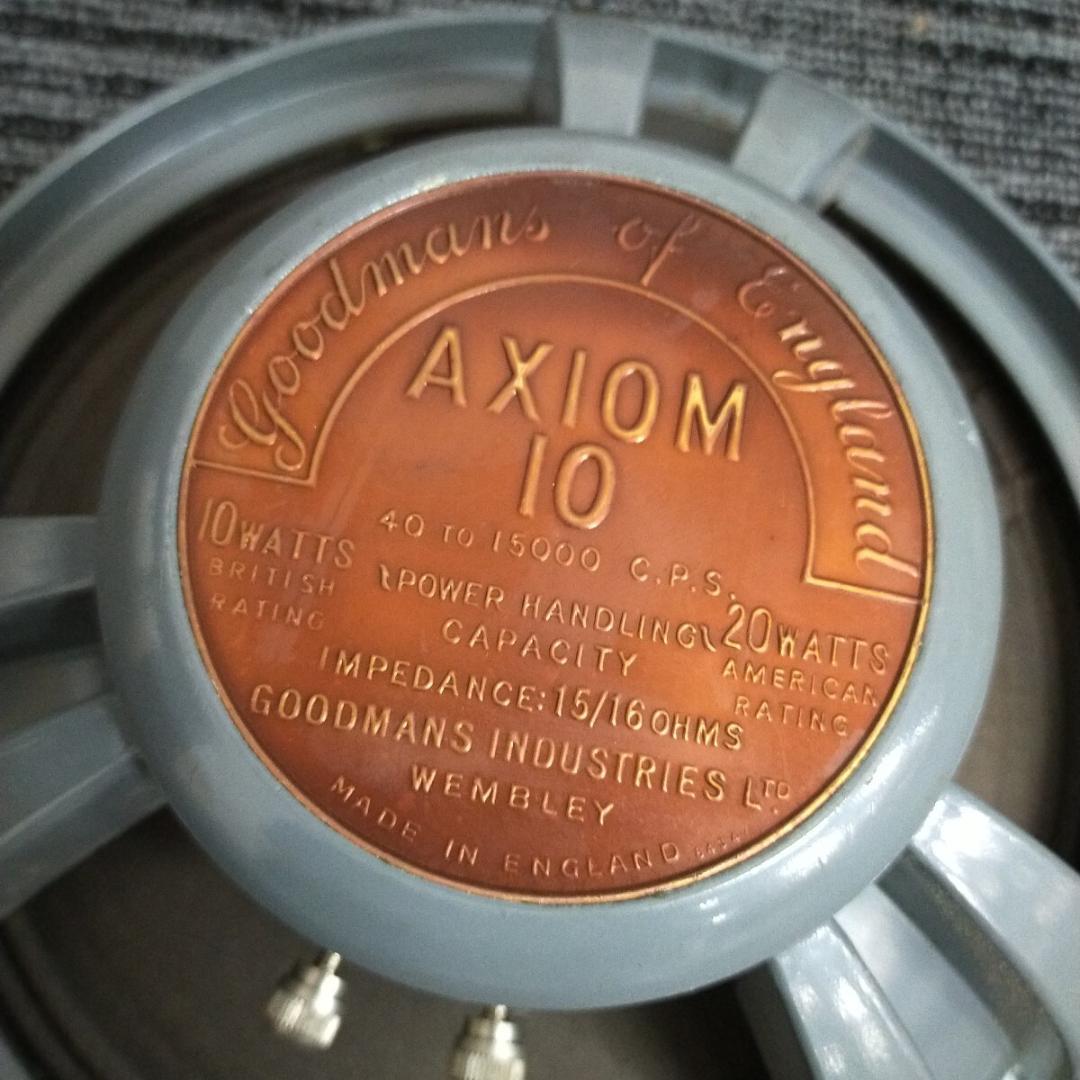 Goodmans of England
AXIOM
10
40 TO 15000 C.P.S.
10 WATTS
BRITISH
RATING
POWER HANDLING
CAPACITY
20 WATTS
AMERICAN
RATING
IMPEDANCE: 15/16 OHMS
GOODMANS INDUSTRIES LTD.
WEMBLEY
MADE IN ENGLAND